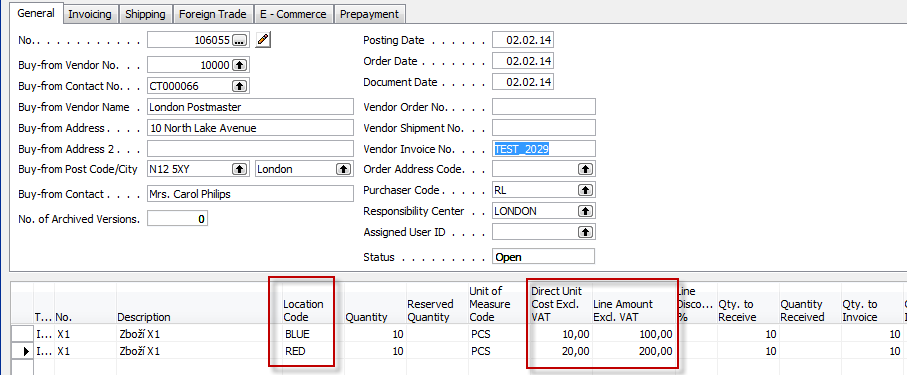 General Invoicing Shipping Foreign Trade E - Commerce Prepayment
No. . . . . . . . . . . . 106055 ...
Buy-from Vendor No. . . . 10000
Buy-from Contact No. . . CT000066
Buy-from Vendor Name . London Postmaster
Buy-from Address . . . . 10 North Lake Avenue
Buy-from Address 2 . . .
Buy-from Post Code/City N12 5XY London
Buy-from Contact . . . . Mrs. Carol Philips
No. of Archived Versions. 0
Posting Date . . . . . . 02.02.14
Order Date . . . . . . . 02.02.14
Document Date . . . . . 02.02.14
Vendor Order No. . . . .
Vendor Shipment No. . .
Vendor Invoice No. . . . TEST_2029
Order Address Code. . .
Purchaser Code . . . . . RL
Responsibility Center . . LONDON
Assigned User ID . . . .
Status . . . . . . . . . Open
T... No. Description Location Code Quantity Reserved Quantity Unit of Measure Code Direct Unit Cost Excl. VAT Line Amount Excl. VAT Line Disco... % Qty. to Receive Quantity Received Qty. to Invoice
I... X1 Zboží X1 BLUE 10 PCS 10,00 100,00 10 10
I... X1 Zboží X1 RED 10 PCS 20,00 200,00 10 10